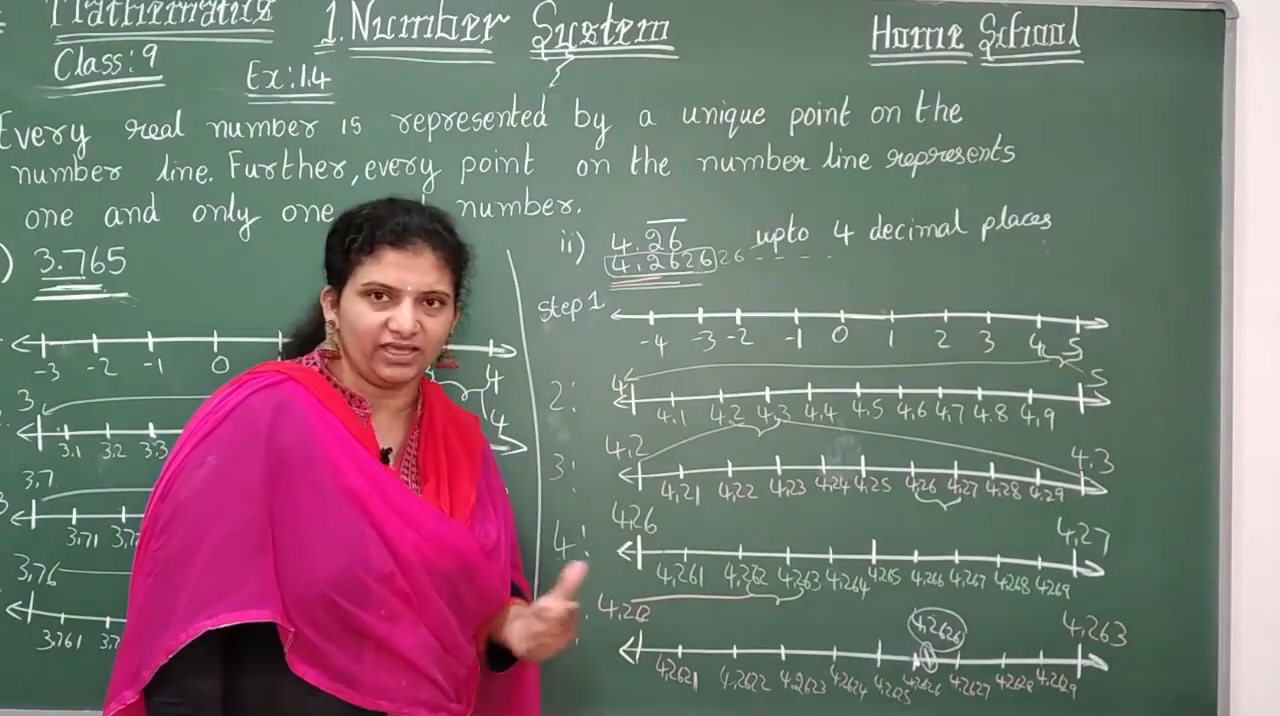 Mathematics 1. Number System Home School
Class: 9
Ex: 1.4
Every real number is represented by a unique point on the
number line. Further, every point on the number line represents
one and only one number.
) 3.765
-3 -2 -1 0 4
3 4
3.1 3.2 3.3
3.7
3.71
3.76
3.761
ii) 4.26 upto 4 decimal places
4.262626
step 1
-4 -3 -2 -1 0 1 2 3 4 5
2: 4 5
4.1 4.2 4.3 4.4 4.5 4.6 4.7 4.8 4.9
3: 4.2 4.3
4.21 4.22 4.23 4.24 4.25 4.26 4.27 4.28 4.29
4: 4.26 4.27
4.261 4.262 4.263 4.264 4.265 4.266 4.267 4.268 4.269
4.262 4.2626 4.263
4.2621 4.2622 4.2623 4.2624 4.2625 4.2626 4.2627 4.2628 4.2629